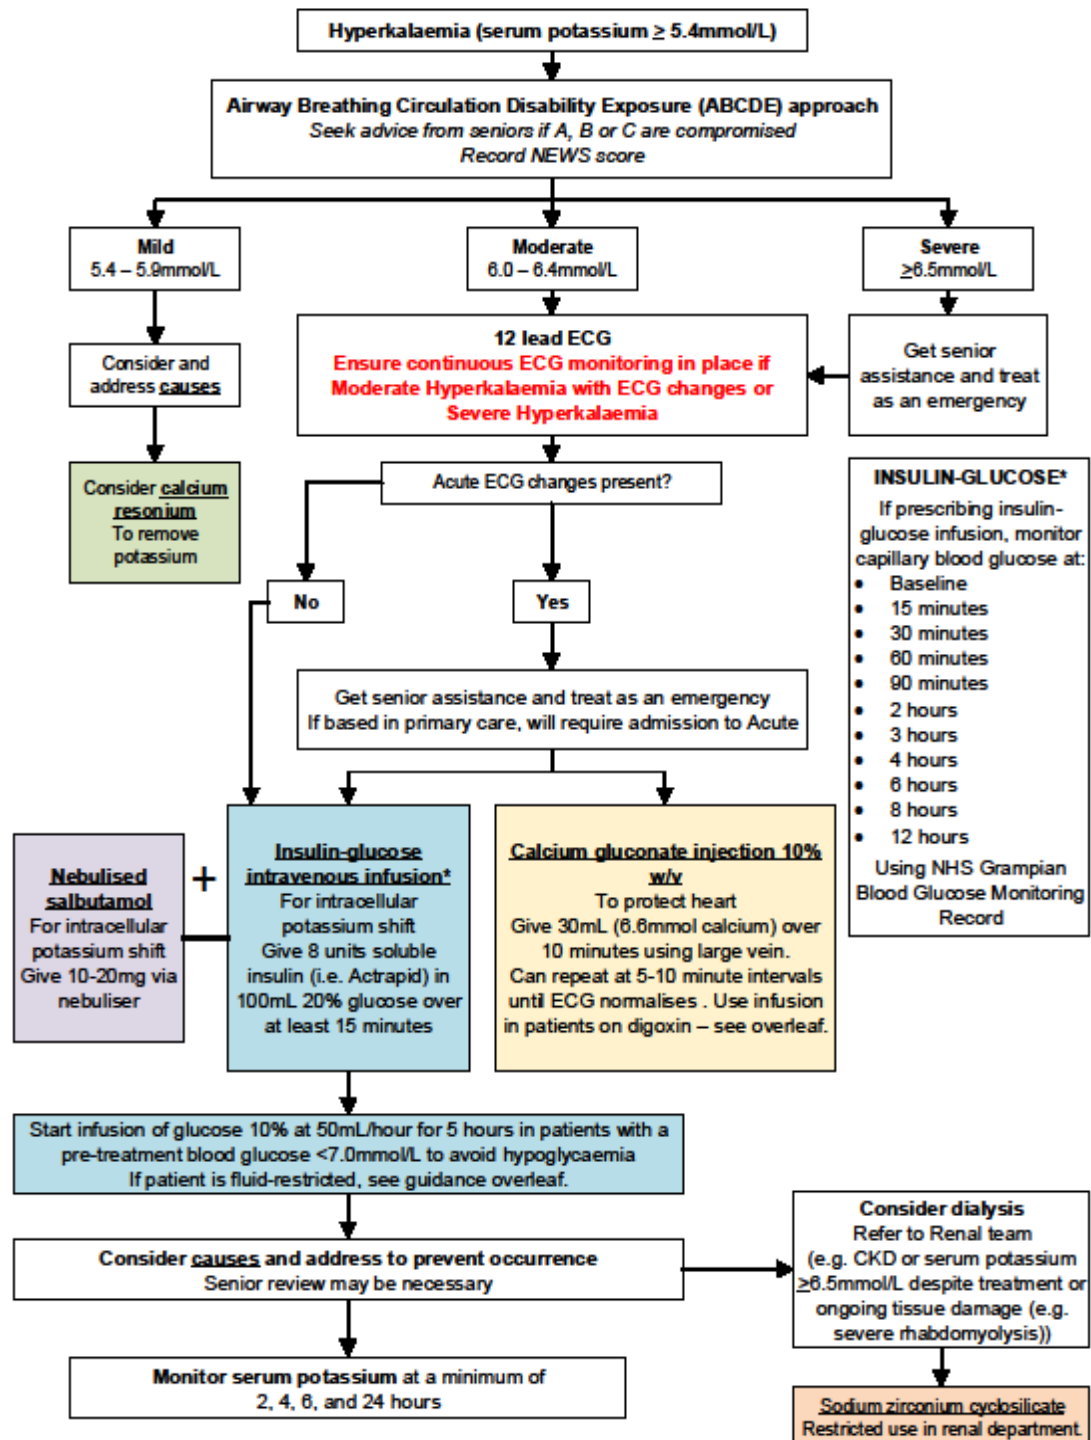 Hyperkalaemia (serum potassium ≥ 5.4mmol/L)
Airway Breathing Circulation Disability Exposure (ABCDE) approach
Seek advice from seniors if A, B or C are compromised
Record NEWS score
Mild
5.4 – 5.9mmol/L
Moderate
6.0 – 6.4mmol/L
Severe
≥6.5mmol/L
Consider and
address causes
12 lead ECG
Ensure continuous ECG monitoring in place if
Moderate Hyperkalaemia with ECG changes or
Severe Hyperkalaemia
Get senior
assistance and treat
as an emergency
Consider calcium
resonium
To remove
potassium
Acute ECG changes present?
No
Yes
INSULIN-GLUCOSE*
If prescribing insulin-
glucose infusion, monitor
capillary blood glucose at:
• Baseline
• 15 minutes
• 30 minutes
• 60 minutes
• 90 minutes
• 2 hours
• 3 hours
• 4 hours
• 6 hours
• 8 hours
• 12 hours
Using NHS Grampian
Blood Glucose Monitoring
Record
Get senior assistance and treat as an emergency
If based in primary care, will require admission to Acute
Nebulised
salbutamol
For intracellular
potassium shift
Give 10-20mg via
nebuliser
+
Insulin-glucose
intravenous infusion*
For intracellular
potassium shift
Give 8 units soluble
insulin (i.e. Actrapid) in
100mL 20% glucose over
at least 15 minutes
Calcium gluconate injection 10%
w/v
To protect heart
Give 30mL (6.6mmol calcium) over
10 minutes using large vein.
Can repeat at 5-10 minute intervals
until ECG normalises . Use infusion
in patients on digoxin – see overleaf.
Start infusion of glucose 10% at 50mL/hour for 5 hours in patients with a
pre-treatment blood glucose <7.0mmol/L to avoid hypoglycaemia
If patient is fluid-restricted, see guidance overleaf.
Consider causes and address to prevent occurrence
Senior review may be necessary
Consider dialysis
Refer to Renal team
(e.g. CKD or serum potassium
≥6.5mmol/L despite treatment or
ongoing tissue damage (e.g.
severe rhabdomyolysis))
Monitor serum potassium at a minimum of
2, 4, 6, and 24 hours
Sodium zirconium cyclosilicate
Restricted use in renal department